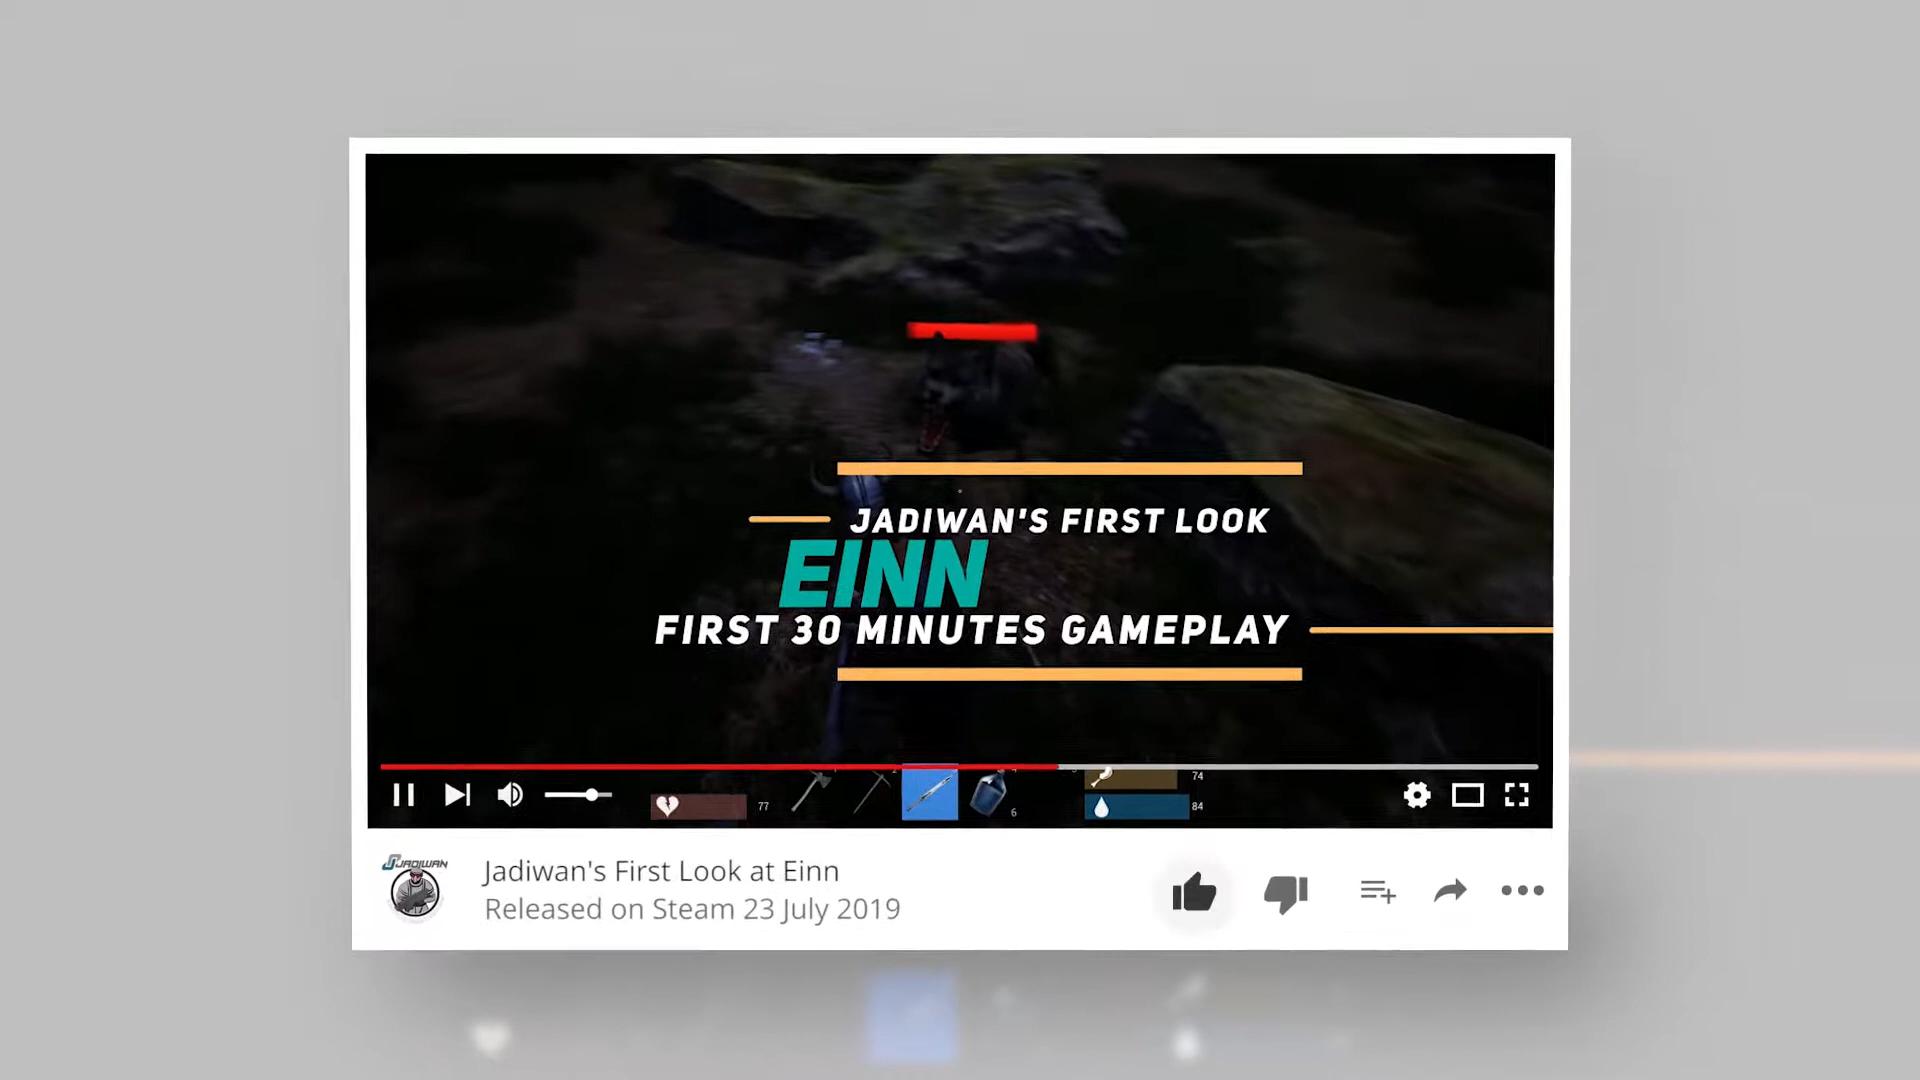 JADIWAN'S FIRST LOOK
EINN
FIRST 30 MINUTES GAMEPLAY
74
77
6
84
JADIWAN
Jadiwan's First Look at Einn
Released on Steam 23 July 2019